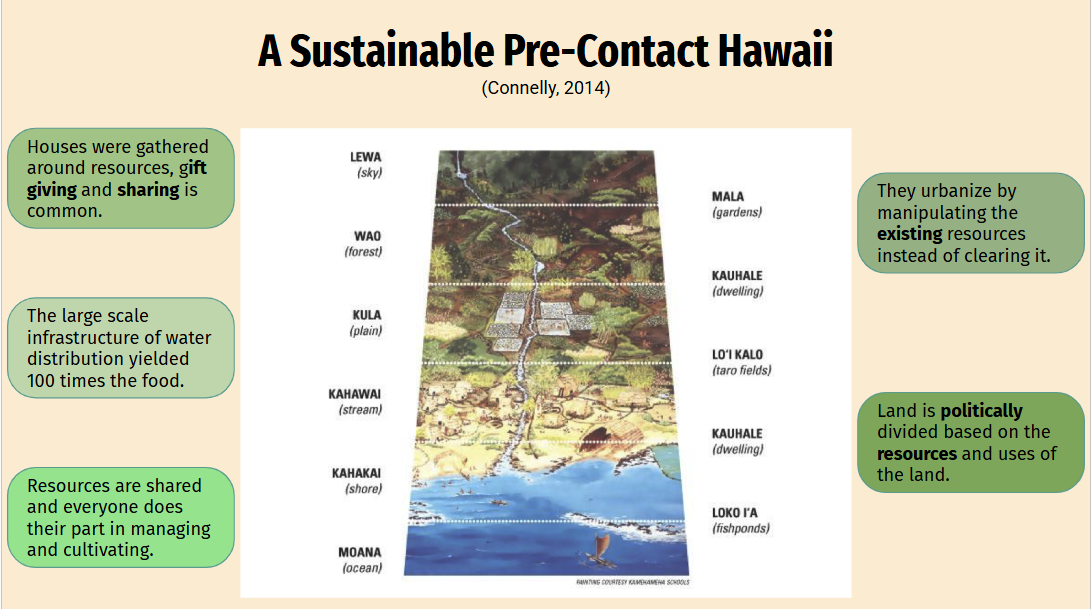 A Sustainable Pre-Contact Hawaii
(Connelly, 2014)
Houses were gathered
around resources, gift
giving and sharing is
common.
The large scale
infrastructure of water
distribution yielded
100 times the food.
Resources are shared
and everyone does
their part in managing
and cultivating.
LEWA
(sky)
WAO
(forest)
KULA
(plain)
KAHAWAI
(stream)
KAHAKAI
(shore)
MOANA
(ocean)
MALA
(gardens)
KAUHALE
(dwelling)
LO'I KALO
(taro fields)
KAUHALE
(dwelling)
LOKO I'A
(fishponds)
PAINTING COURTESY KAMEHAMEHA SCHOOLS
They urbanize by
manipulating the
existing resources
instead of clearing it.
Land is politically
divided based on the
resources and uses of
the land.